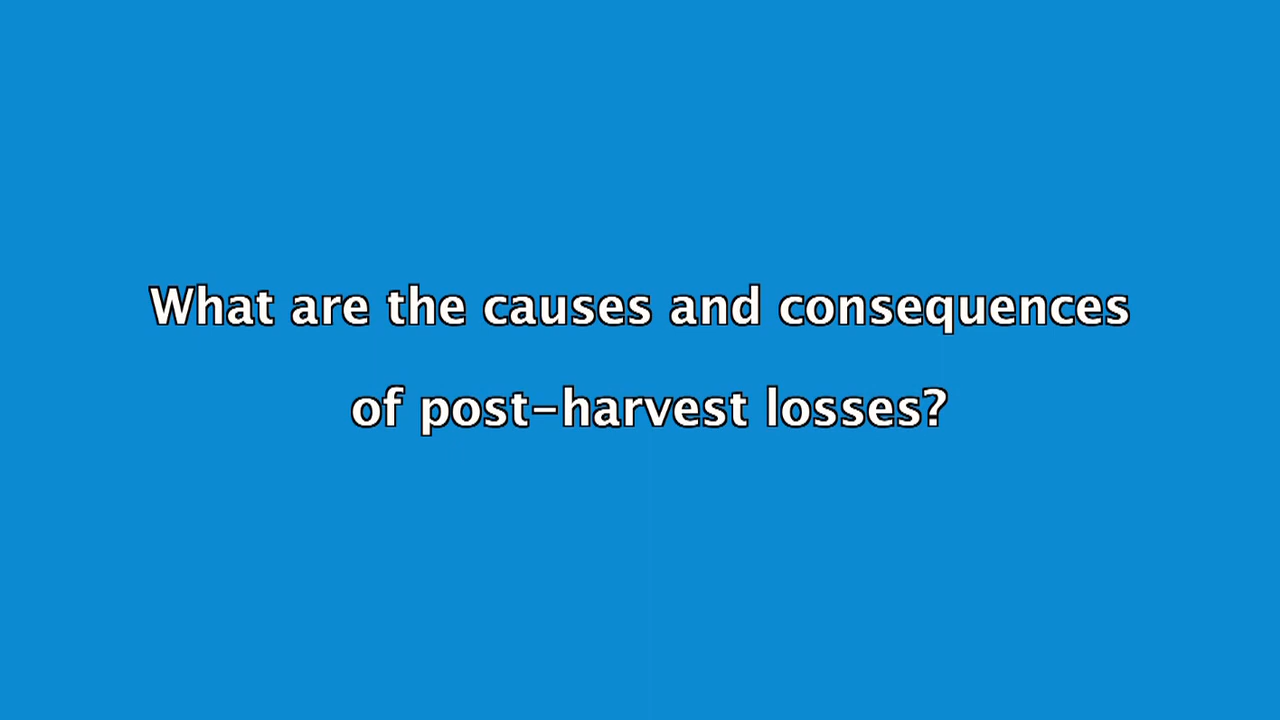 What are the causes and consequences
of post-harvest losses?